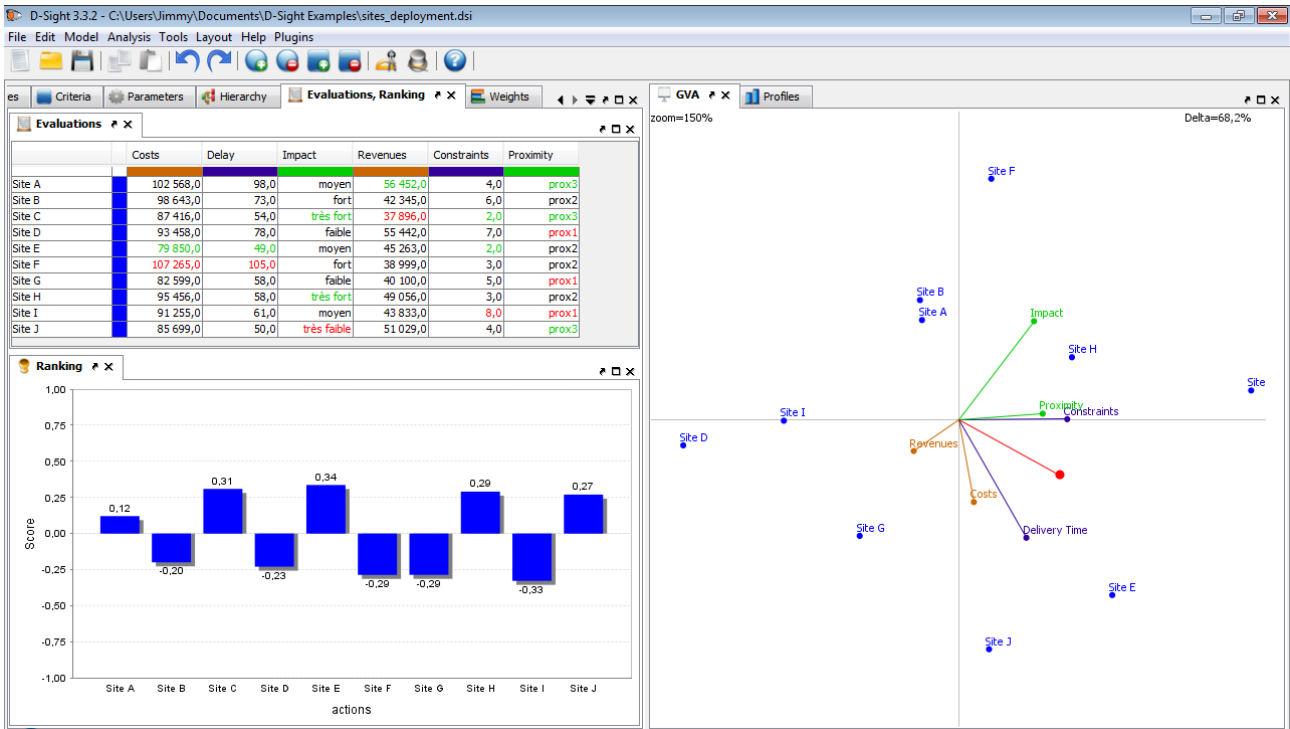 D-Sight 3.3.2 - C:\Users\Jimmy\Documents\D-Sight Examples\sites_deployment.dsi
File Edit Model Analysis Tools Layout Help Plugins
es Criteria Parameters Hierarchy Evaluations, Ranking Weights
Evaluations
Costs Delay Impact Revenues Constraints Proximity
Site A 102 568,0 98,0 moyen 56 452,0 4,0 prox3
Site B 98 643,0 73,0 fort 42 345,0 6,0 prox2
Site C 87 416,0 54,0 très fort 37 896,0 2,0 prox3
Site D 93 458,0 78,0 faible 55 442,0 7,0 prox1
Site E 79 850,0 49,0 moyen 45 263,0 2,0 prox2
Site F 107 265,0 105,0 fort 38 999,0 3,0 prox2
Site G 82 599,0 58,0 faible 40 100,0 5,0 prox1
Site H 95 456,0 58,0 très fort 49 056,0 3,0 prox2
Site I 91 255,0 61,0 moyen 43 833,0 8,0 prox1
Site J 85 699,0 50,0 très faible 51 029,0 4,0 prox3
Ranking
1,00
0,75
0,50
0,25
0,00
-0,25
-0,50
-0,75
-1,00
Score
0,12
-0,20
0,31
-0,23
0,34
-0,29
-0,29
0,29
-0,33
0,27
Site A Site B Site C Site D Site E Site F Site G Site H Site I Site J
actions
GVA Profiles
zoom=150% Delta=68,2%
Site F
Site B
Site A
Impact
Site H
Site
Site I
Proximity
Constraints
Site D
Revenues
Costs
Site G
Delivery Time
Site E
Site J